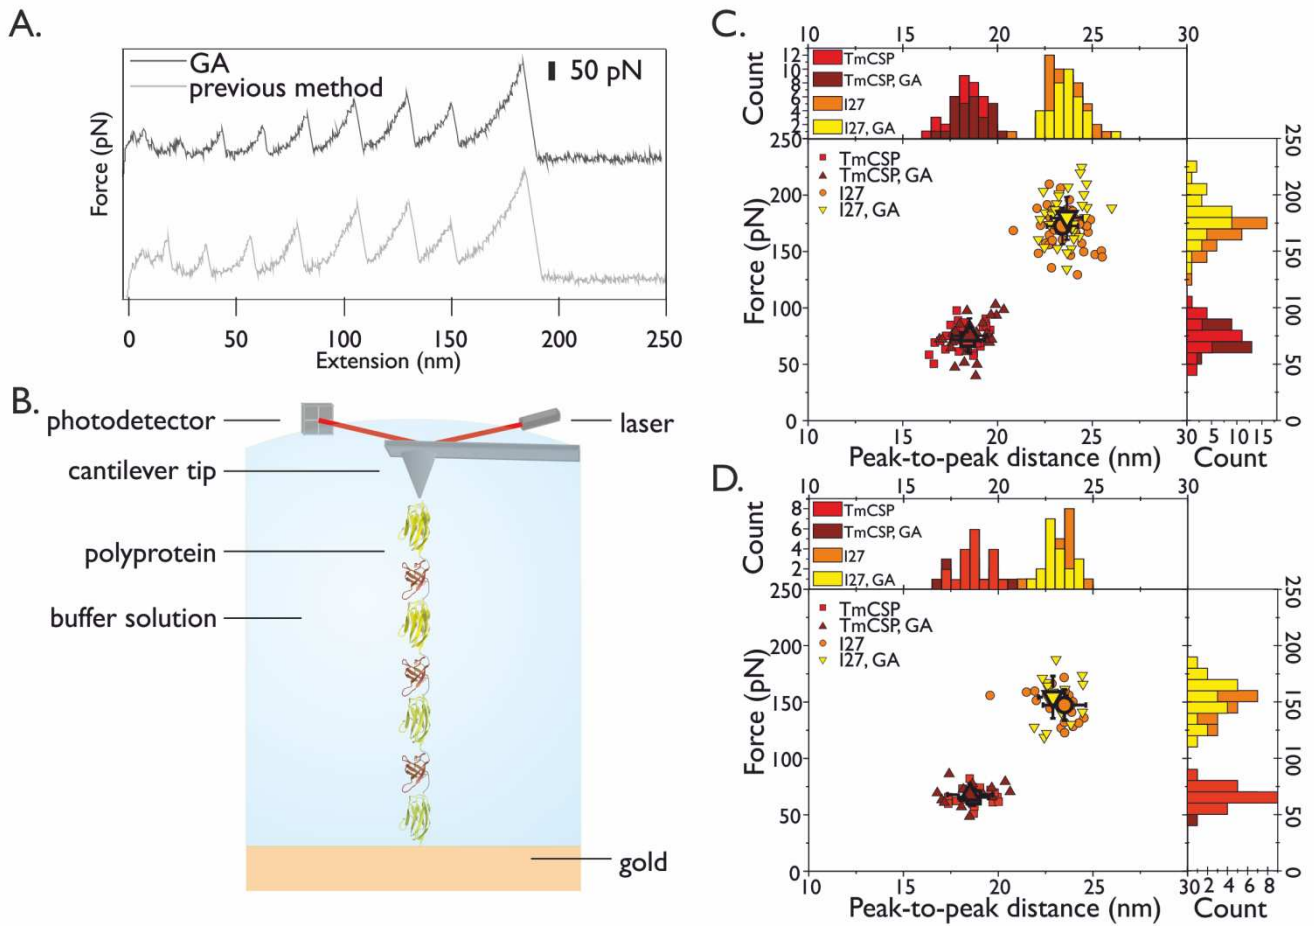 A.
GA
previous method
50 pN
Force (pN)
0 50 100 150 200 250
Extension (nm)
B.
photodetector
laser
cantilever tip
polyprotein
buffer solution
gold
C.
10 15 20 25 30
Count
12
10
8
6
4
2
TmCSP
TmCSP, GA
I27
I27, GA
250
200
150
100
50
0
Force (pN)
TmCSP
TmCSP, GA
I27
I27, GA
250
200
150
100
50
0
10 15 20 25 30
Peak-to-peak distance (nm)
0 5 10 15
Count
D.
10 15 20 25 30
Count
8
6
4
2
TmCSP
TmCSP, GA
I27
I27, GA
250
200
150
100
50
0
Force (pN)
TmCSP
TmCSP, GA
I27
I27, GA
250
200
150
100
50
0
10 15 20 25 30
Peak-to-peak distance (nm)
0 2 4 6 8
Count